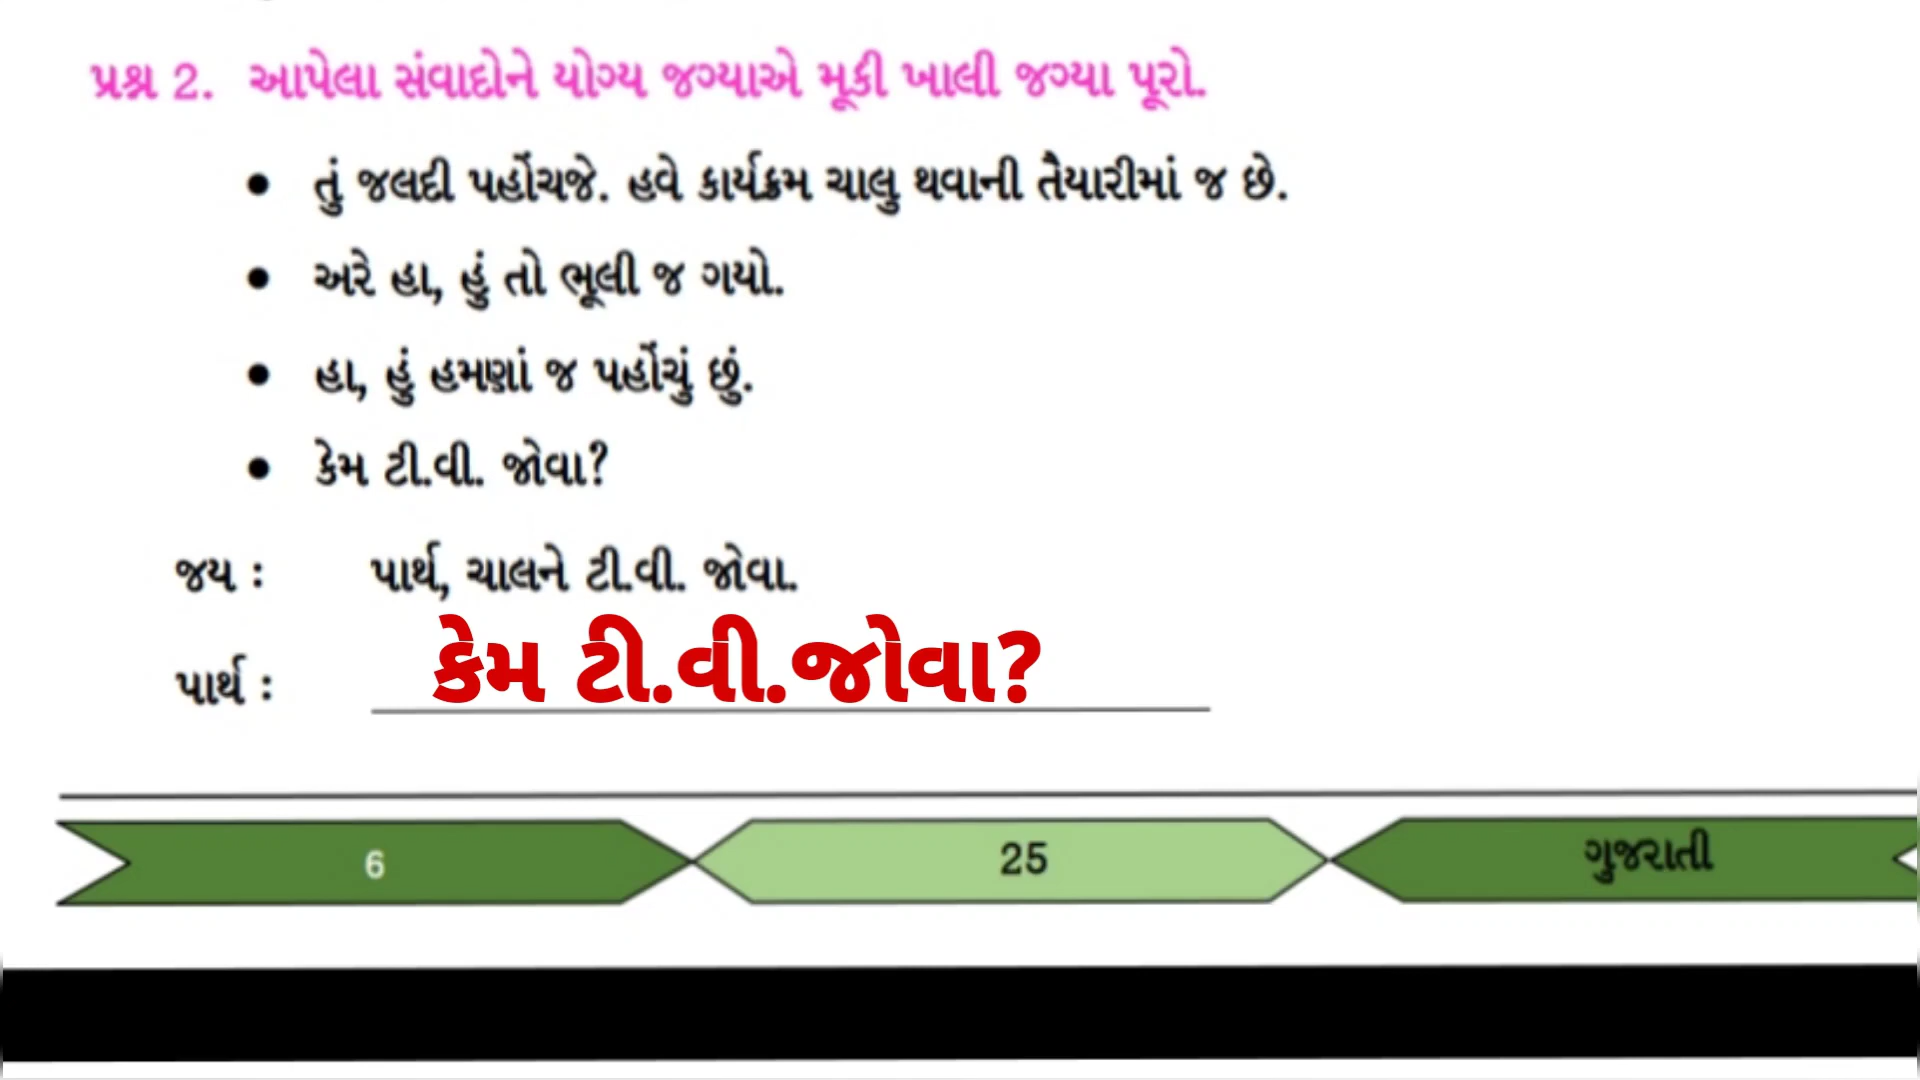 પ્રશ્ન 2. આપેલા સંવાદોને યોગ્ય જગ્યાએ મૂકી ખાલી જગ્યા પૂરો.
• તું જલદી પહોંચજે. હવે કાર્યક્રમ ચાલુ થવાની તૈયારીમાં જ છે.
• અરે હા, હું તો ભૂલી જ ગયો.
• હા, હું હમણાં જ પહોંચું છું.
• કેમ ટી.વી. જોવા?
જય : પાર્થ, ચાલને ટી.વી. જોવા.
પાર્થ : કેમ ટી.વી.જોવા?
6 25 ગુજરાતી